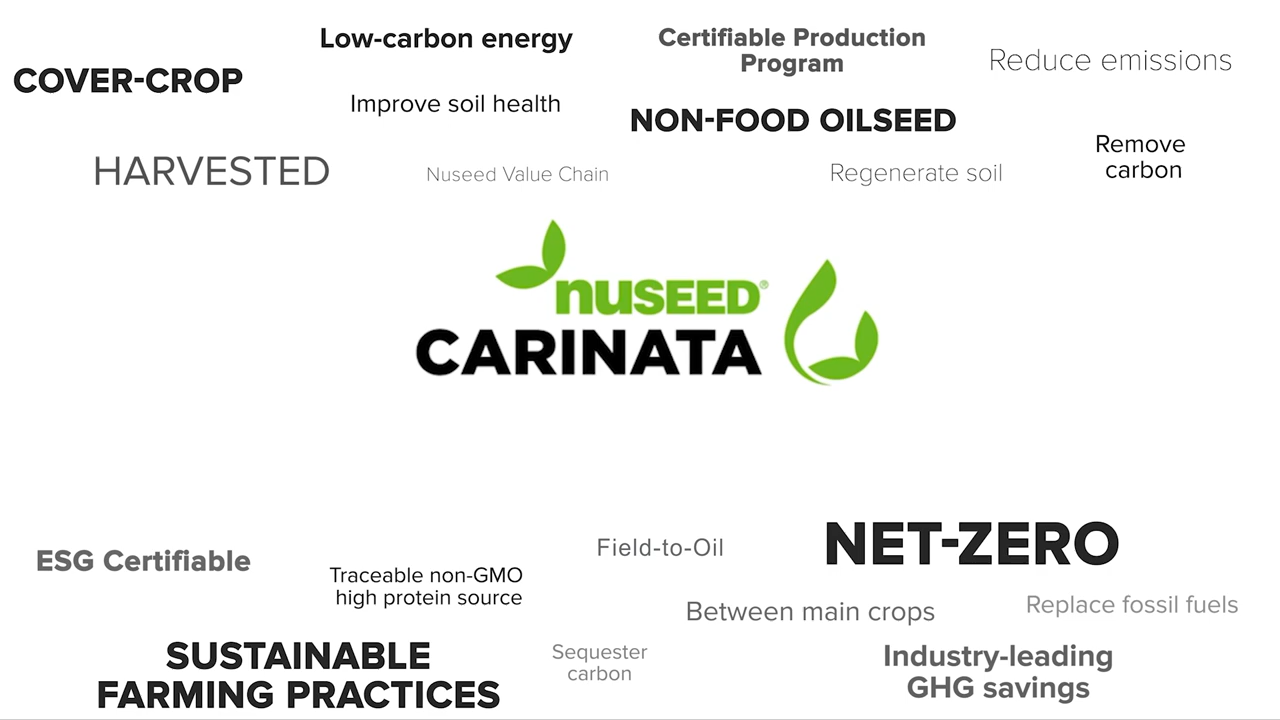 Low-carbon energy
Certifiable Production
Program
Reduce emissions
COVER-CROP
Improve soil health
NON-FOOD OILSEED
Remove
carbon
HARVESTED
Nuseed Value Chain
Regenerate soil
nuSEED®
CARINATA
NET-ZERO
Field-to-Oil
ESG Certifiable
Traceable non-GMO
high protein source
Between main crops
Replace fossil fuels
SUSTAINABLE
FARMING PRACTICES
Sequester
carbon
Industry-leading
GHG savings